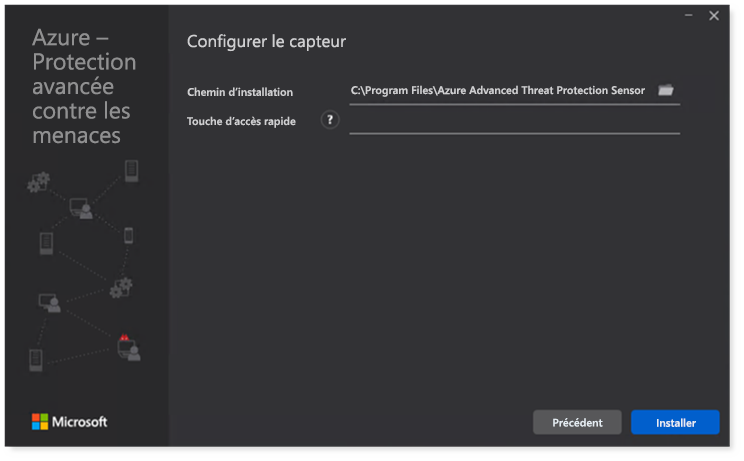 Azure –
Protection
avancée
contre les
menaces
Configurer le capteur
Chemin d'installation C:\Program Files\Azure Advanced Threat Protection Sensor
Touche d'accès rapide ?
Microsoft
Précédent Installer